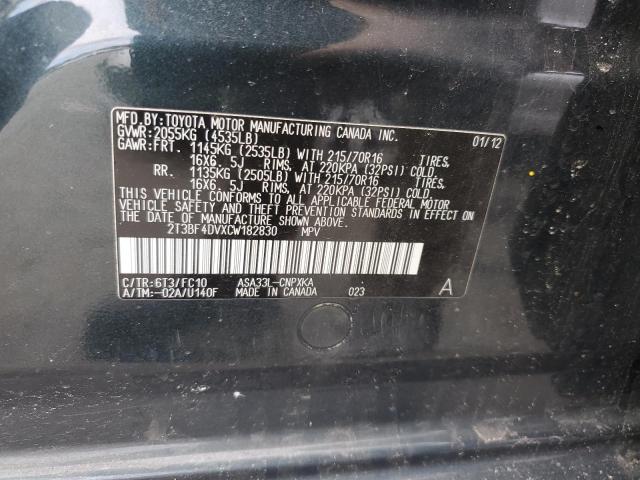 MFD.BY:TOYOTA MOTOR MANUFACTURING CANADA INC. 01/12
GVWR:2055KG (4535LB)
GAWR:FRT. 1145KG (2535LB) WITH 215/70R16 TIRES,
16X6.5J RIMS, AT 220KPA (32PSI) COLD.
RR. 1135KG (2505LB) WITH 215/70R16 TIRES,
16X6.5J RIMS, AT 220KPA (32PSI) COLD.
THIS VEHICLE CONFORMS TO ALL APPLICABLE FEDERAL MOTOR
VEHICLE SAFETY AND THEFT PREVENTION STANDARDS IN EFFECT ON
THE DATE OF MANUFACTURE SHOWN ABOVE.
2T3BF4DVXCW182830 MPV
C/TR:6T3/FC10 ASA33L-CNPXKA A
A/TM:-02A/U140F MADE IN CANADA 023